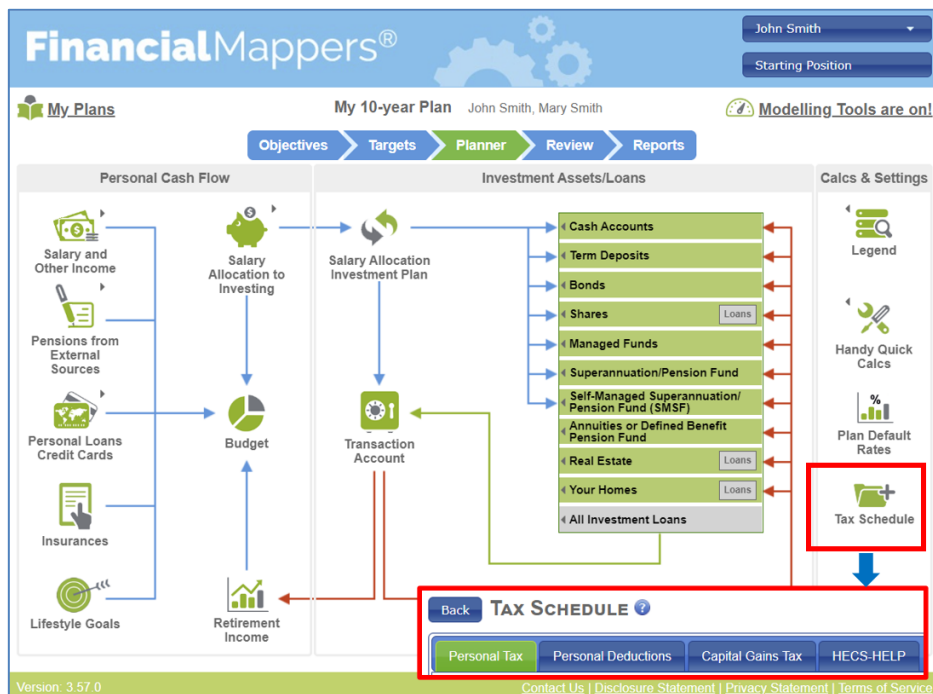 FinancialMappers®
John Smith
Starting Position
My Plans
My 10-year Plan John Smith, Mary Smith
Modelling Tools are on!
Objectives
Targets
Planner
Review
Reports
Personal Cash Flow
Investment Assets/Loans
Calcs & Settings
Salary and
Other Income
Pensions from
External
Sources
Personal Loans
Credit Cards
Insurances
Lifestyle Goals
Salary
Allocation to
Investing
Budget
Retirement
Income
Salary Allocation
Investment Plan
Transaction
Account
Cash Accounts
Term Deposits
Bonds
Shares Loans
Managed Funds
Superannuation/Pension Fund
Self-Managed Superannuation/
Pension Fund (SMSF)
Annuities or Defined Benefit
Pension Fund
Real Estate Loans
Your Homes Loans
All Investment Loans
Legend
Handy Quick
Calcs
%
Plan Default
Rates
Tax Schedule
Back TAX SCHEDULE ?
Personal Tax
Personal Deductions
Capital Gains Tax
HECS-HELP
Version: 3.57.0
Contact Us | Disclosure Statement | Privacy Statement | Terms of Service